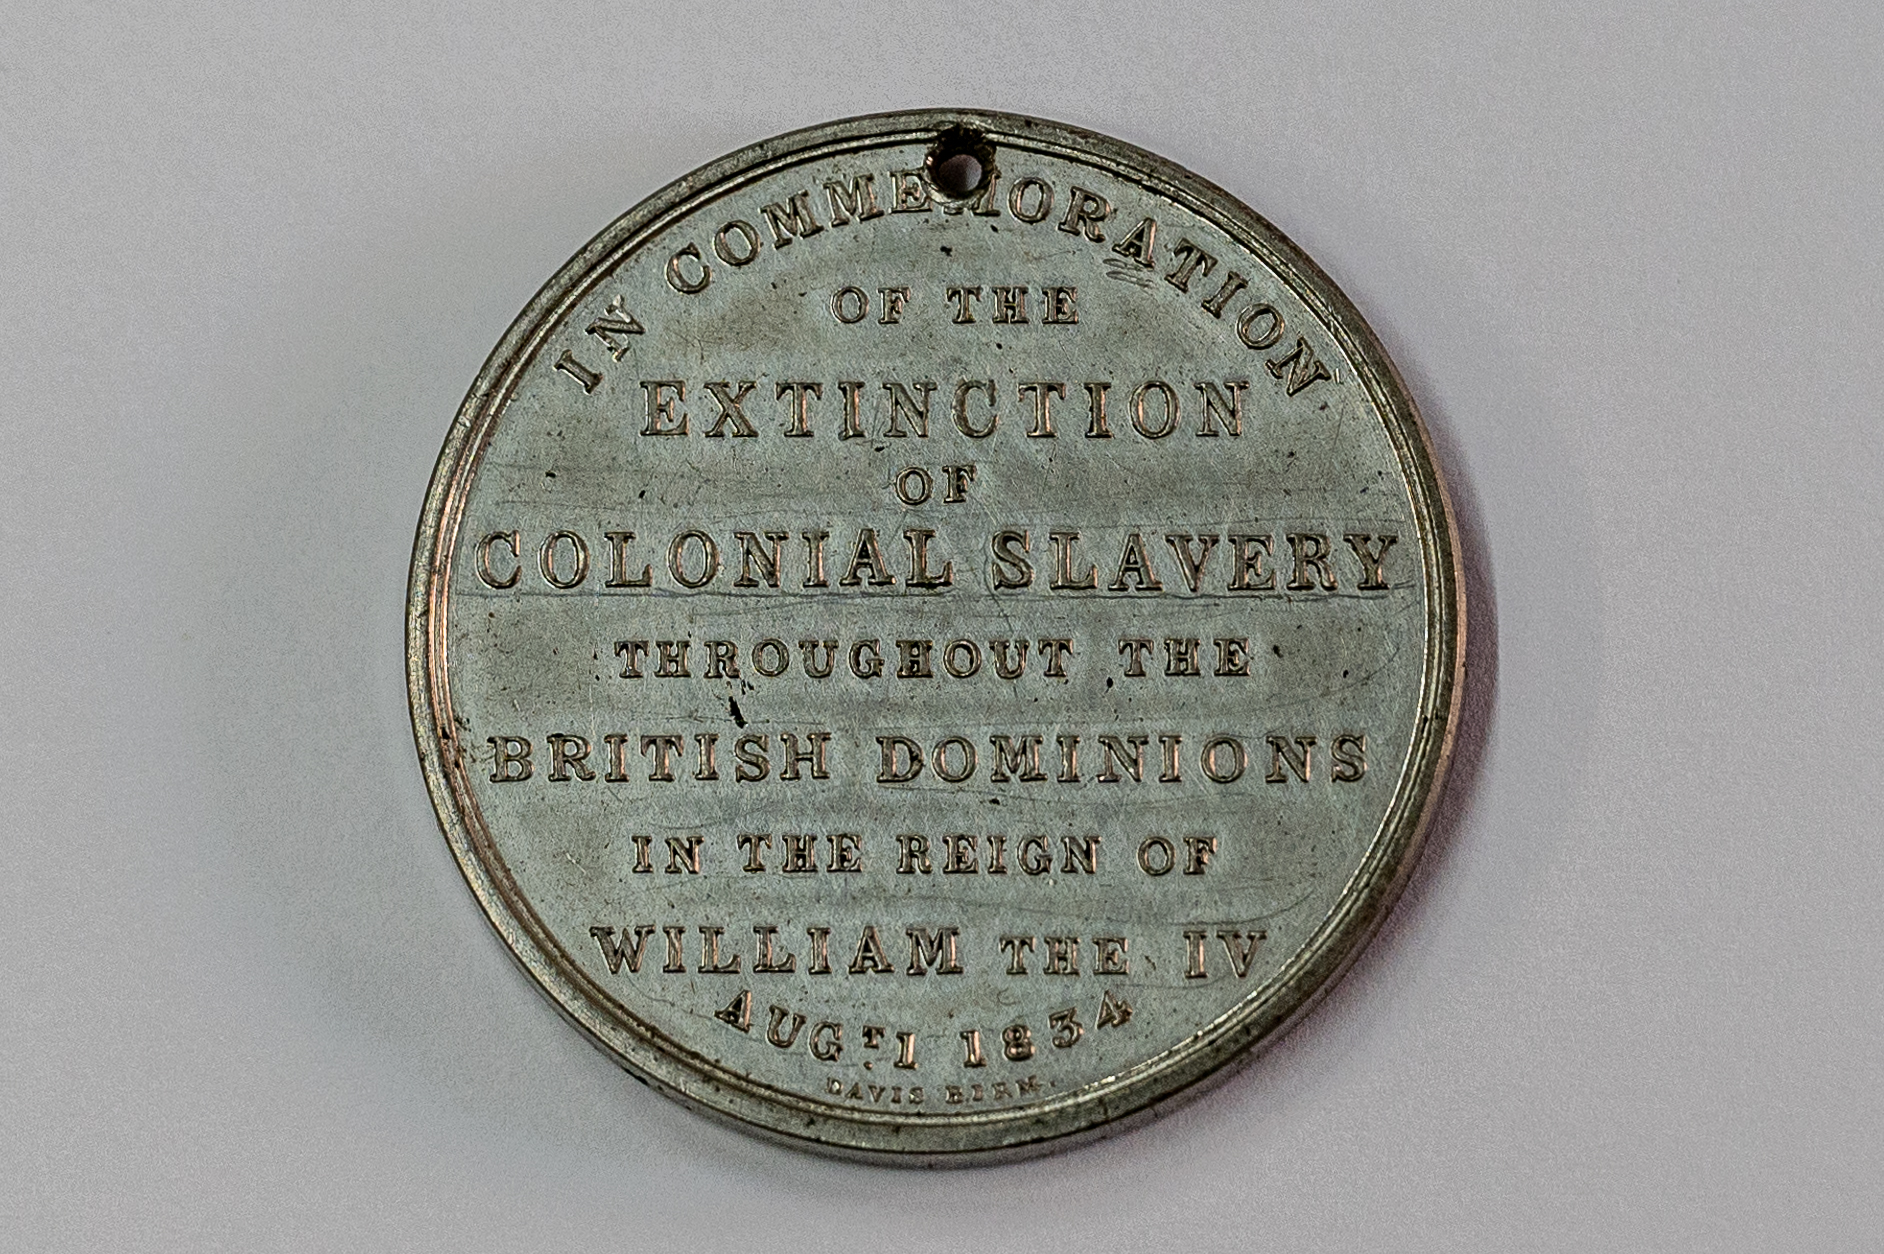 IN COMMEMORATION
OF THE
EXTINCTION
OF
COLONIAL SLAVERY
THROUGHOUT THE
BRITISH DOMINIONS
IN THE REIGN OF
WILLIAM THE IV
AUGT. 1 1834
DAVIS BIRM.